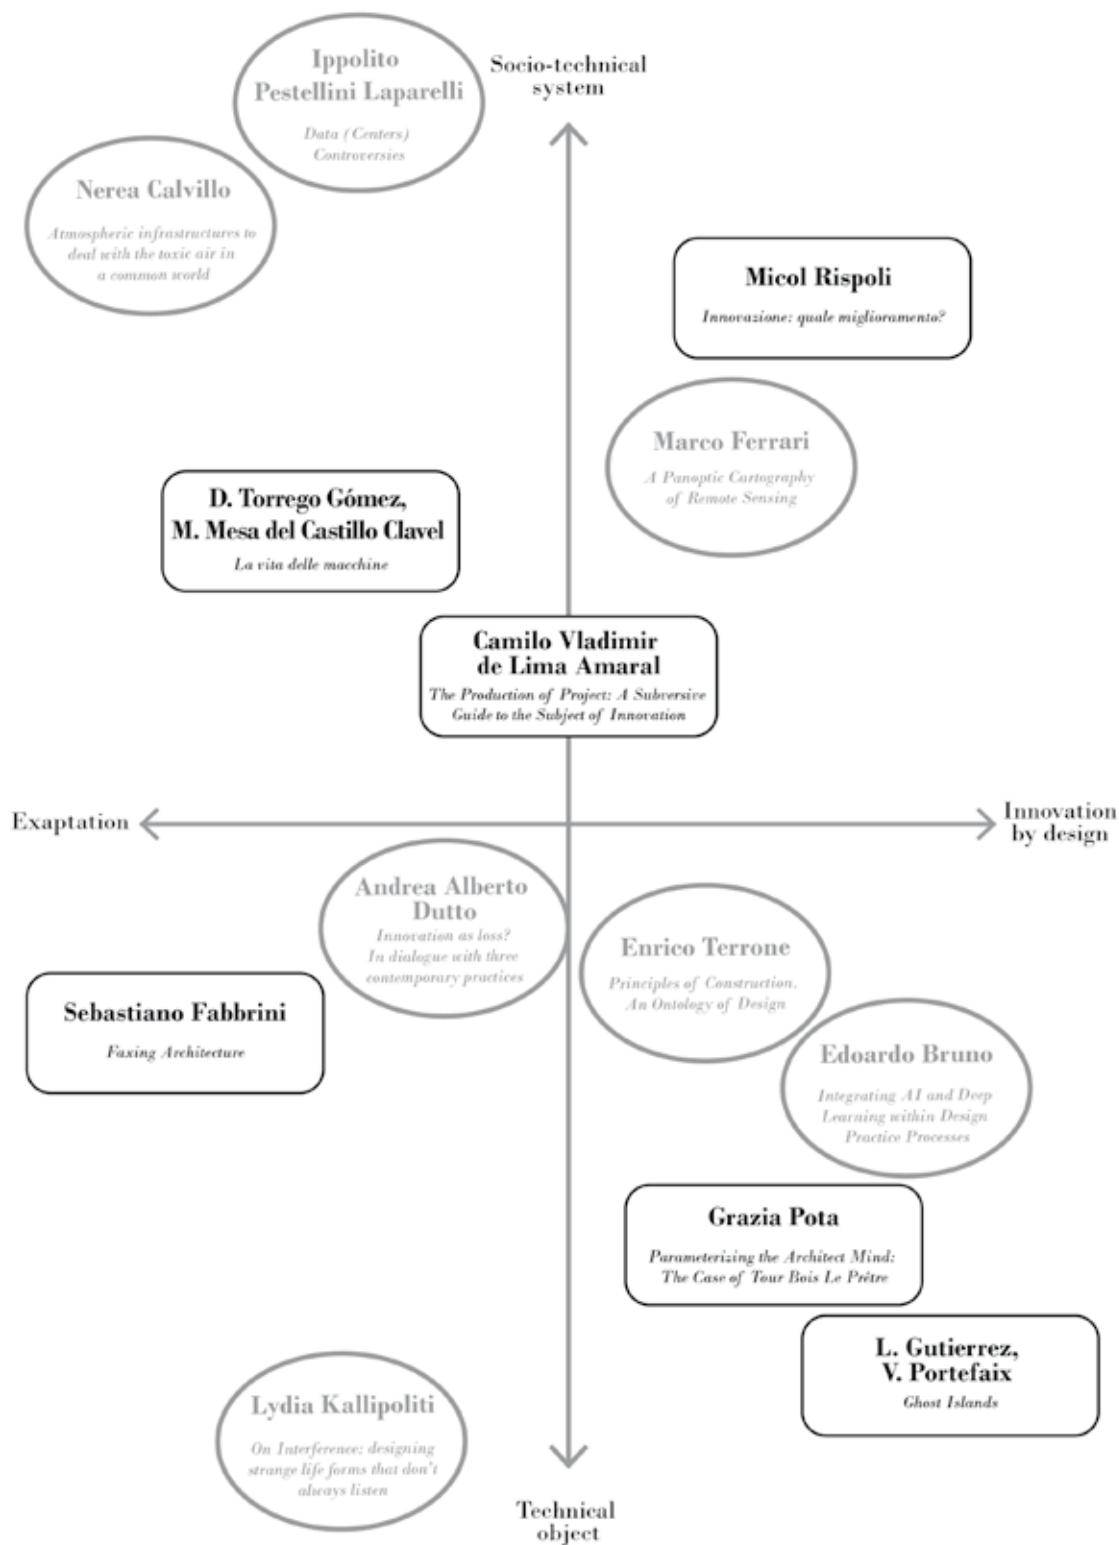 Ippolito
Pestellini Laparelli
Data (Centers)
Controversies
Socio-technical
system
Nerea Calvillo
Atmospheric infrastructures to
deal with the toxic air in
a common world
Micol Rispoli
Innovazione: quale miglioramento?
Marco Ferrari
A Panoptic Cartography
of Remote Sensing
D. Torrego Gómez,
M. Mesa del Castillo Clavel
La vita delle macchine
Camilo Vladimir
de Lima Amaral
The Production of Project: A Subversive
Guide to the Subject of Innovation
Exaptation
Innovation
by design
Andrea Alberto
Dutto
Innovation as loss?
In dialogue with three
contemporary practices
Enrico Terrone
Principles of Construction.
An Ontology of Design
Sebastiano Fabbrini
Faxing Architecture
Edoardo Bruno
Integrating AI and Deep
Learning within Design
Practice Processes
Grazia Pota
Parameterizing the Architect Mind:
The Case of Tour Bois Le Prêtre
L. Gutierrez,
V. Portefaix
Ghost Islands
Lydia Kallipoliti
On Interference: designing
strange life forms that don't
always listen
Technical
object